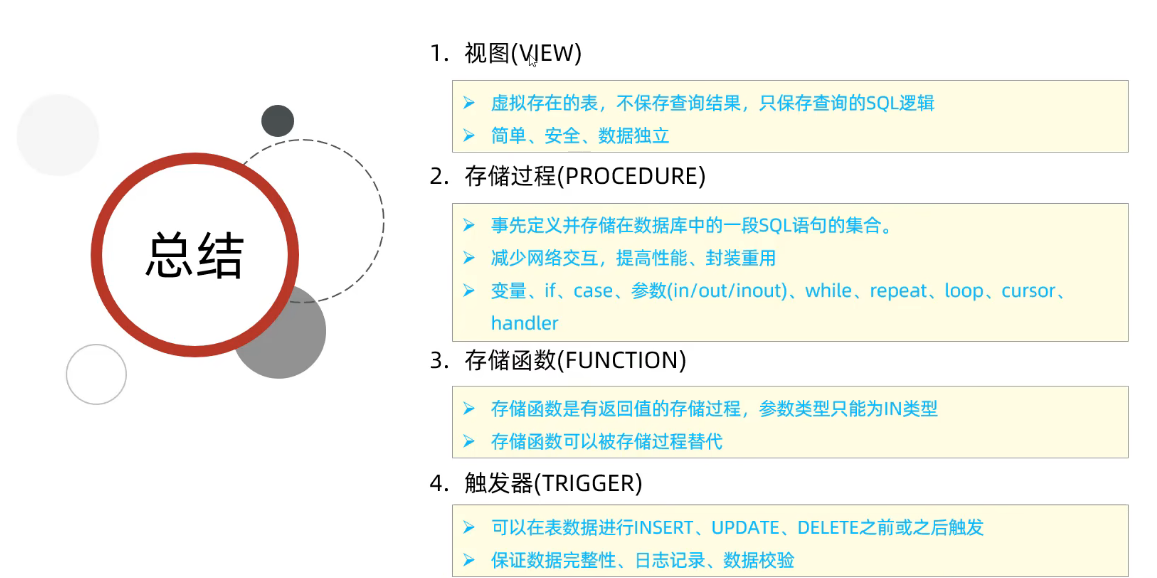 总结
1. 视图(VIEW)
虚拟存在的表，不保存查询结果，只保存查询的SQL逻辑
简单、安全、数据独立
2. 存储过程(PROCEDURE)
事先定义并存储在数据库中的一段SQL语句的集合。
减少网络交互，提高性能、封装重用
变量、if、case、参数(in/out/inout)、while、repeat、loop、cursor、
handler
3. 存储函数(FUNCTION)
存储函数是有返回值的存储过程，参数类型只能为IN类型
存储函数可以被存储过程替代
4. 触发器(TRIGGER)
可以在表数据进行INSERT、UPDATE、DELETE之前或之后触发
保证数据完整性、日志记录、数据校验